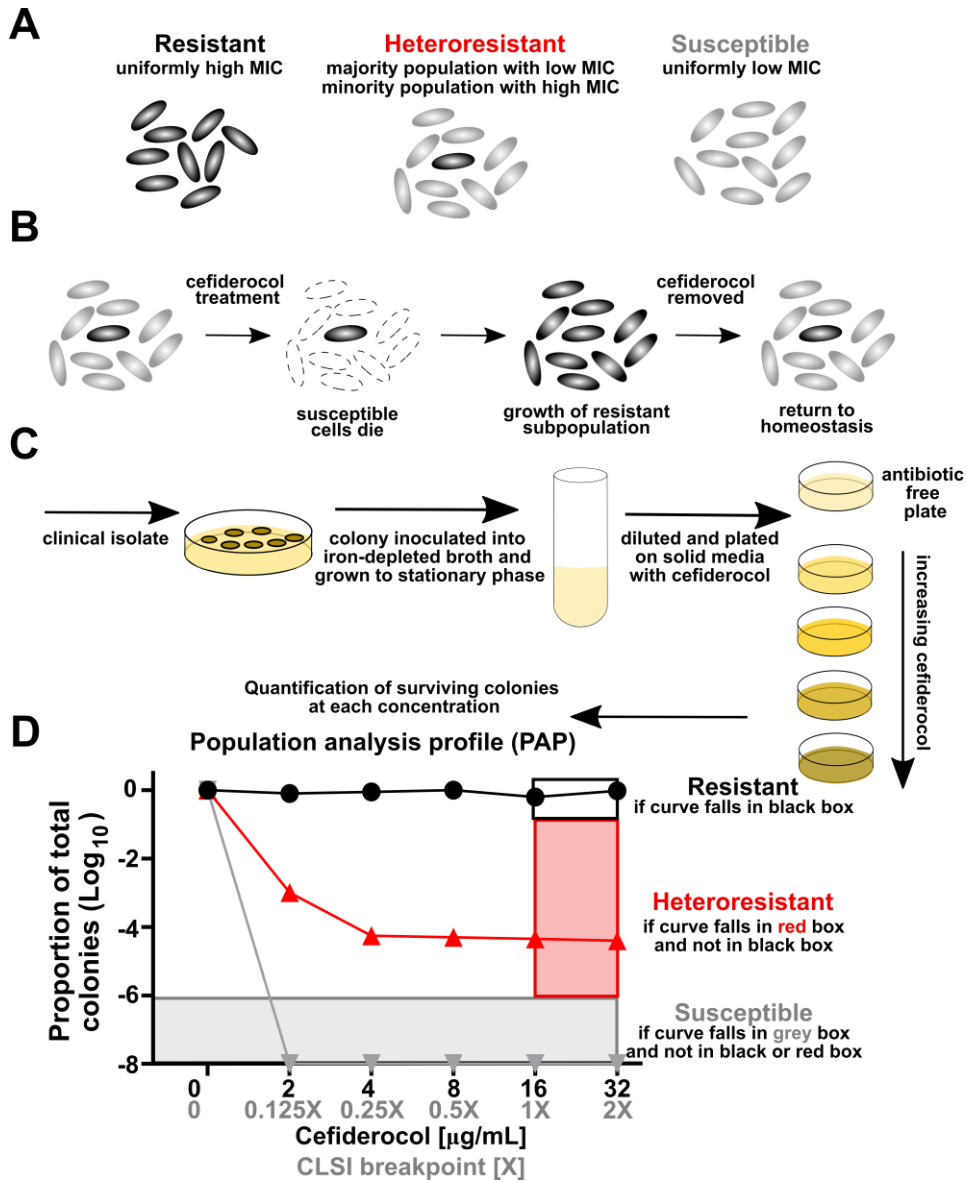 A
Resistant
uniformly high MIC
Heteroresistant
majority population with low MIC
minority population with high MIC
Susceptible
uniformly low MIC
B
cefiderocol
treatment
susceptible
cells die
growth of resistant
subpopulation
cefiderocol
removed
return to
homeostasis
C
clinical isolate
colony inoculated into
iron-depleted broth and
grown to stationary phase
diluted and plated
on solid media
with cefiderocol
antibiotic
free
plate
increasing cefiderocol
Quantification of surviving colonies
at each concentration
D
Population analysis profile (PAP)
Proportion of total
colonies (Log10)
0
-2
-4
-6
-8
0 2 4 8 16 32
0 0.125X 0.25X 0.5X 1X 2X
Cefiderocol [µg/mL]
CLSI breakpoint [X]
Resistant
if curve falls in black box
Heteroresistant
if curve falls in red box
and not in black box
Susceptible
if curve falls in grey box
and not in black or red box